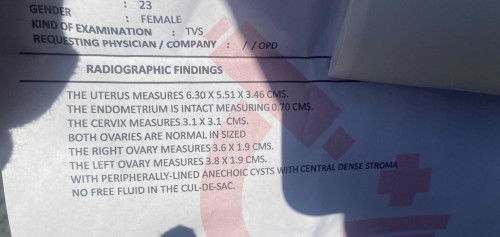 : 23
GENDER : FEMALE
KIND OF EXAMINATION : TVS
REQUESTING PHYSICIAN / COMPANY : / / OPD
RADIOGRAPHIC FINDINGS
THE UTERUS MEASURES 6.30 X 5.51 X 3.46 CMS.
THE ENDOMETRIUM IS INTACT MEASURING 0.70 CMS.
THE CERVIX MEASURES 3.1 X 3.1 CMS.
BOTH OVARIES ARE NORMAL IN SIZED
THE RIGHT OVARY MEASURES 3.6 X 1.9 CMS.
THE LEFT OVARY MEASURES 3.8 X 1.9 CMS.
WITH PERIPHERALLY-LINED ANECHOIC CYSTS WITH CENTRAL DENSE STROMA
NO FREE FLUID IN THE CUL-DE-SAC.